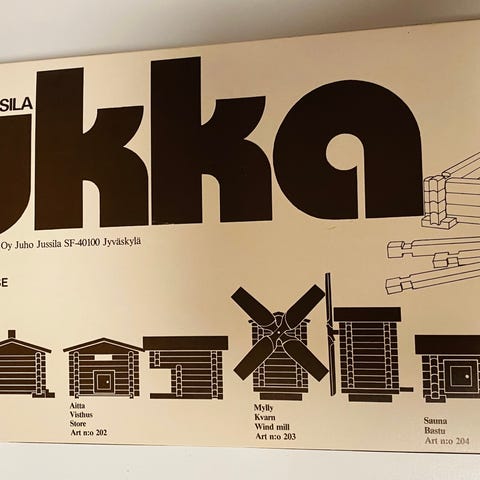 SILA
ukka
Oy Juho Jussila SF-40100 Jyväskylä
SE
Aitta
Visthus
Store
Art n:o 202
Mylly
Kvarn
Wind mill
Art n:o 203
Sauna
Bastu
Art n:o 204